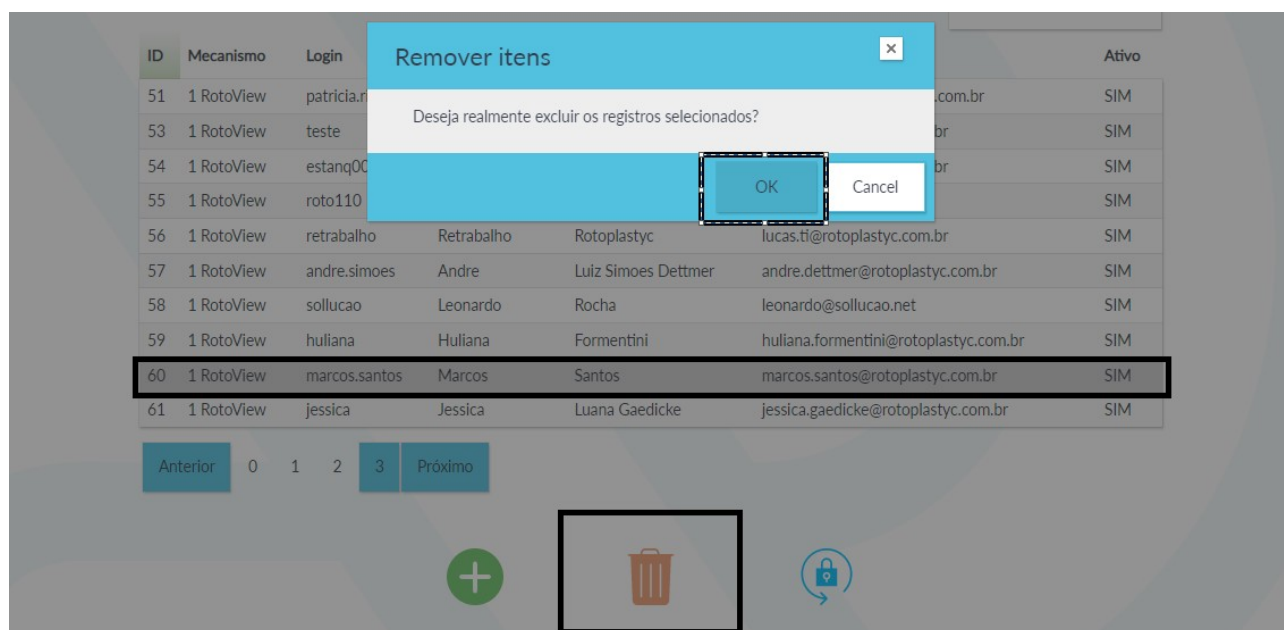 Remover itens
×
Deseja realmente excluir os registros selecionados?
OK Cancel
ID Mecanismo Login Ativo
51 1 RotoView .com.br SIM
53 1 RotoView teste SIM
54 1 RotoView SIM
55 1 RotoView roto110 SIM
56 1 RotoView retrabalho Retrabalho Rotoplastyc lucas.ti@rotoplastyc.com.br SIM
57 1 RotoView andre.simoes Andre Luiz Simoes Dettmer andre.dettmer@rotoplastyc.com.br SIM
58 1 RotoView sollucao Leonardo Rocha leonardo@sollucao.net SIM
59 1 RotoView huliana Huliana Formentini huliana.formentini@rotoplastyc.com.br SIM
60 1 RotoView marcos.santos Marcos Santos marcos.santos@rotoplastyc.com.br SIM
61 1 RotoView jessica Jessica Luana Gaedicke jessica.gaedicke@rotoplastyc.com.br SIM
Anterior 0 1 2 3 Próximo